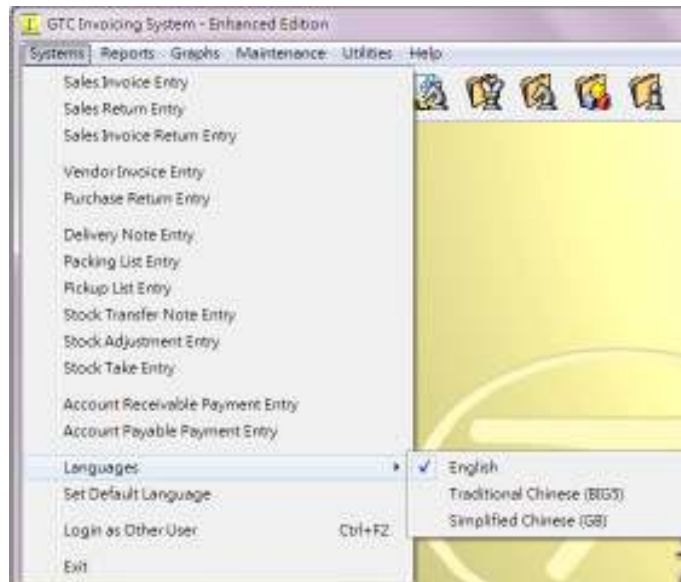 GTC Invoicing System - Enhanced Edition
Systems Reports Graphs Maintenance Utilities Help
Sales Invoice Entry
Sales Return Entry
Sales Invoice Return Entry
Vendor Invoice Entry
Purchase Return Entry
Delivery Note Entry
Packing List Entry
Pickup List Entry
Stock Transfer Note Entry
Stock Adjustment Entry
Stock Take Entry
Account Receivable Payment Entry
Account Payable Payment Entry
Languages
English
Set Default Language
Traditional Chinese (BIG5)
Simplified Chinese (GB)
Login as Other User Ctrl+F2
Exit